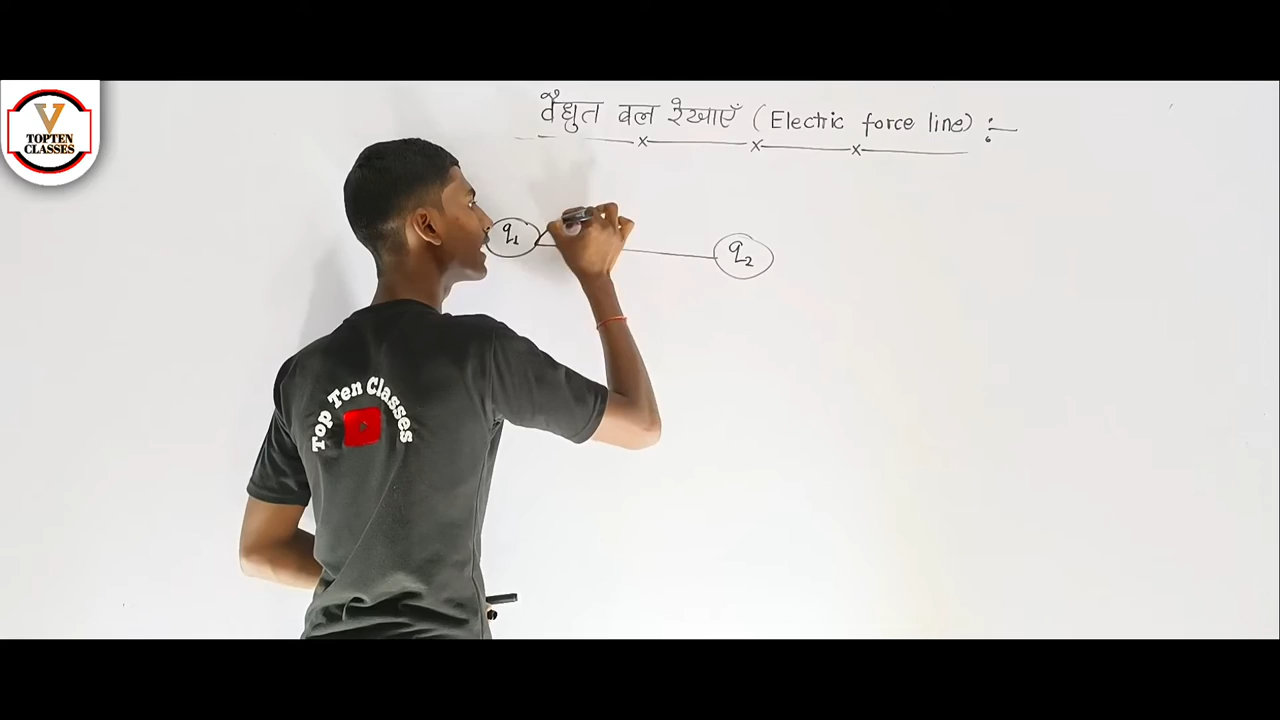 V
TOPTEN
CLASSES
वैधुत बल रेखाएँ (Electric force line) :-
q₁
q₂
Top Ten Classes